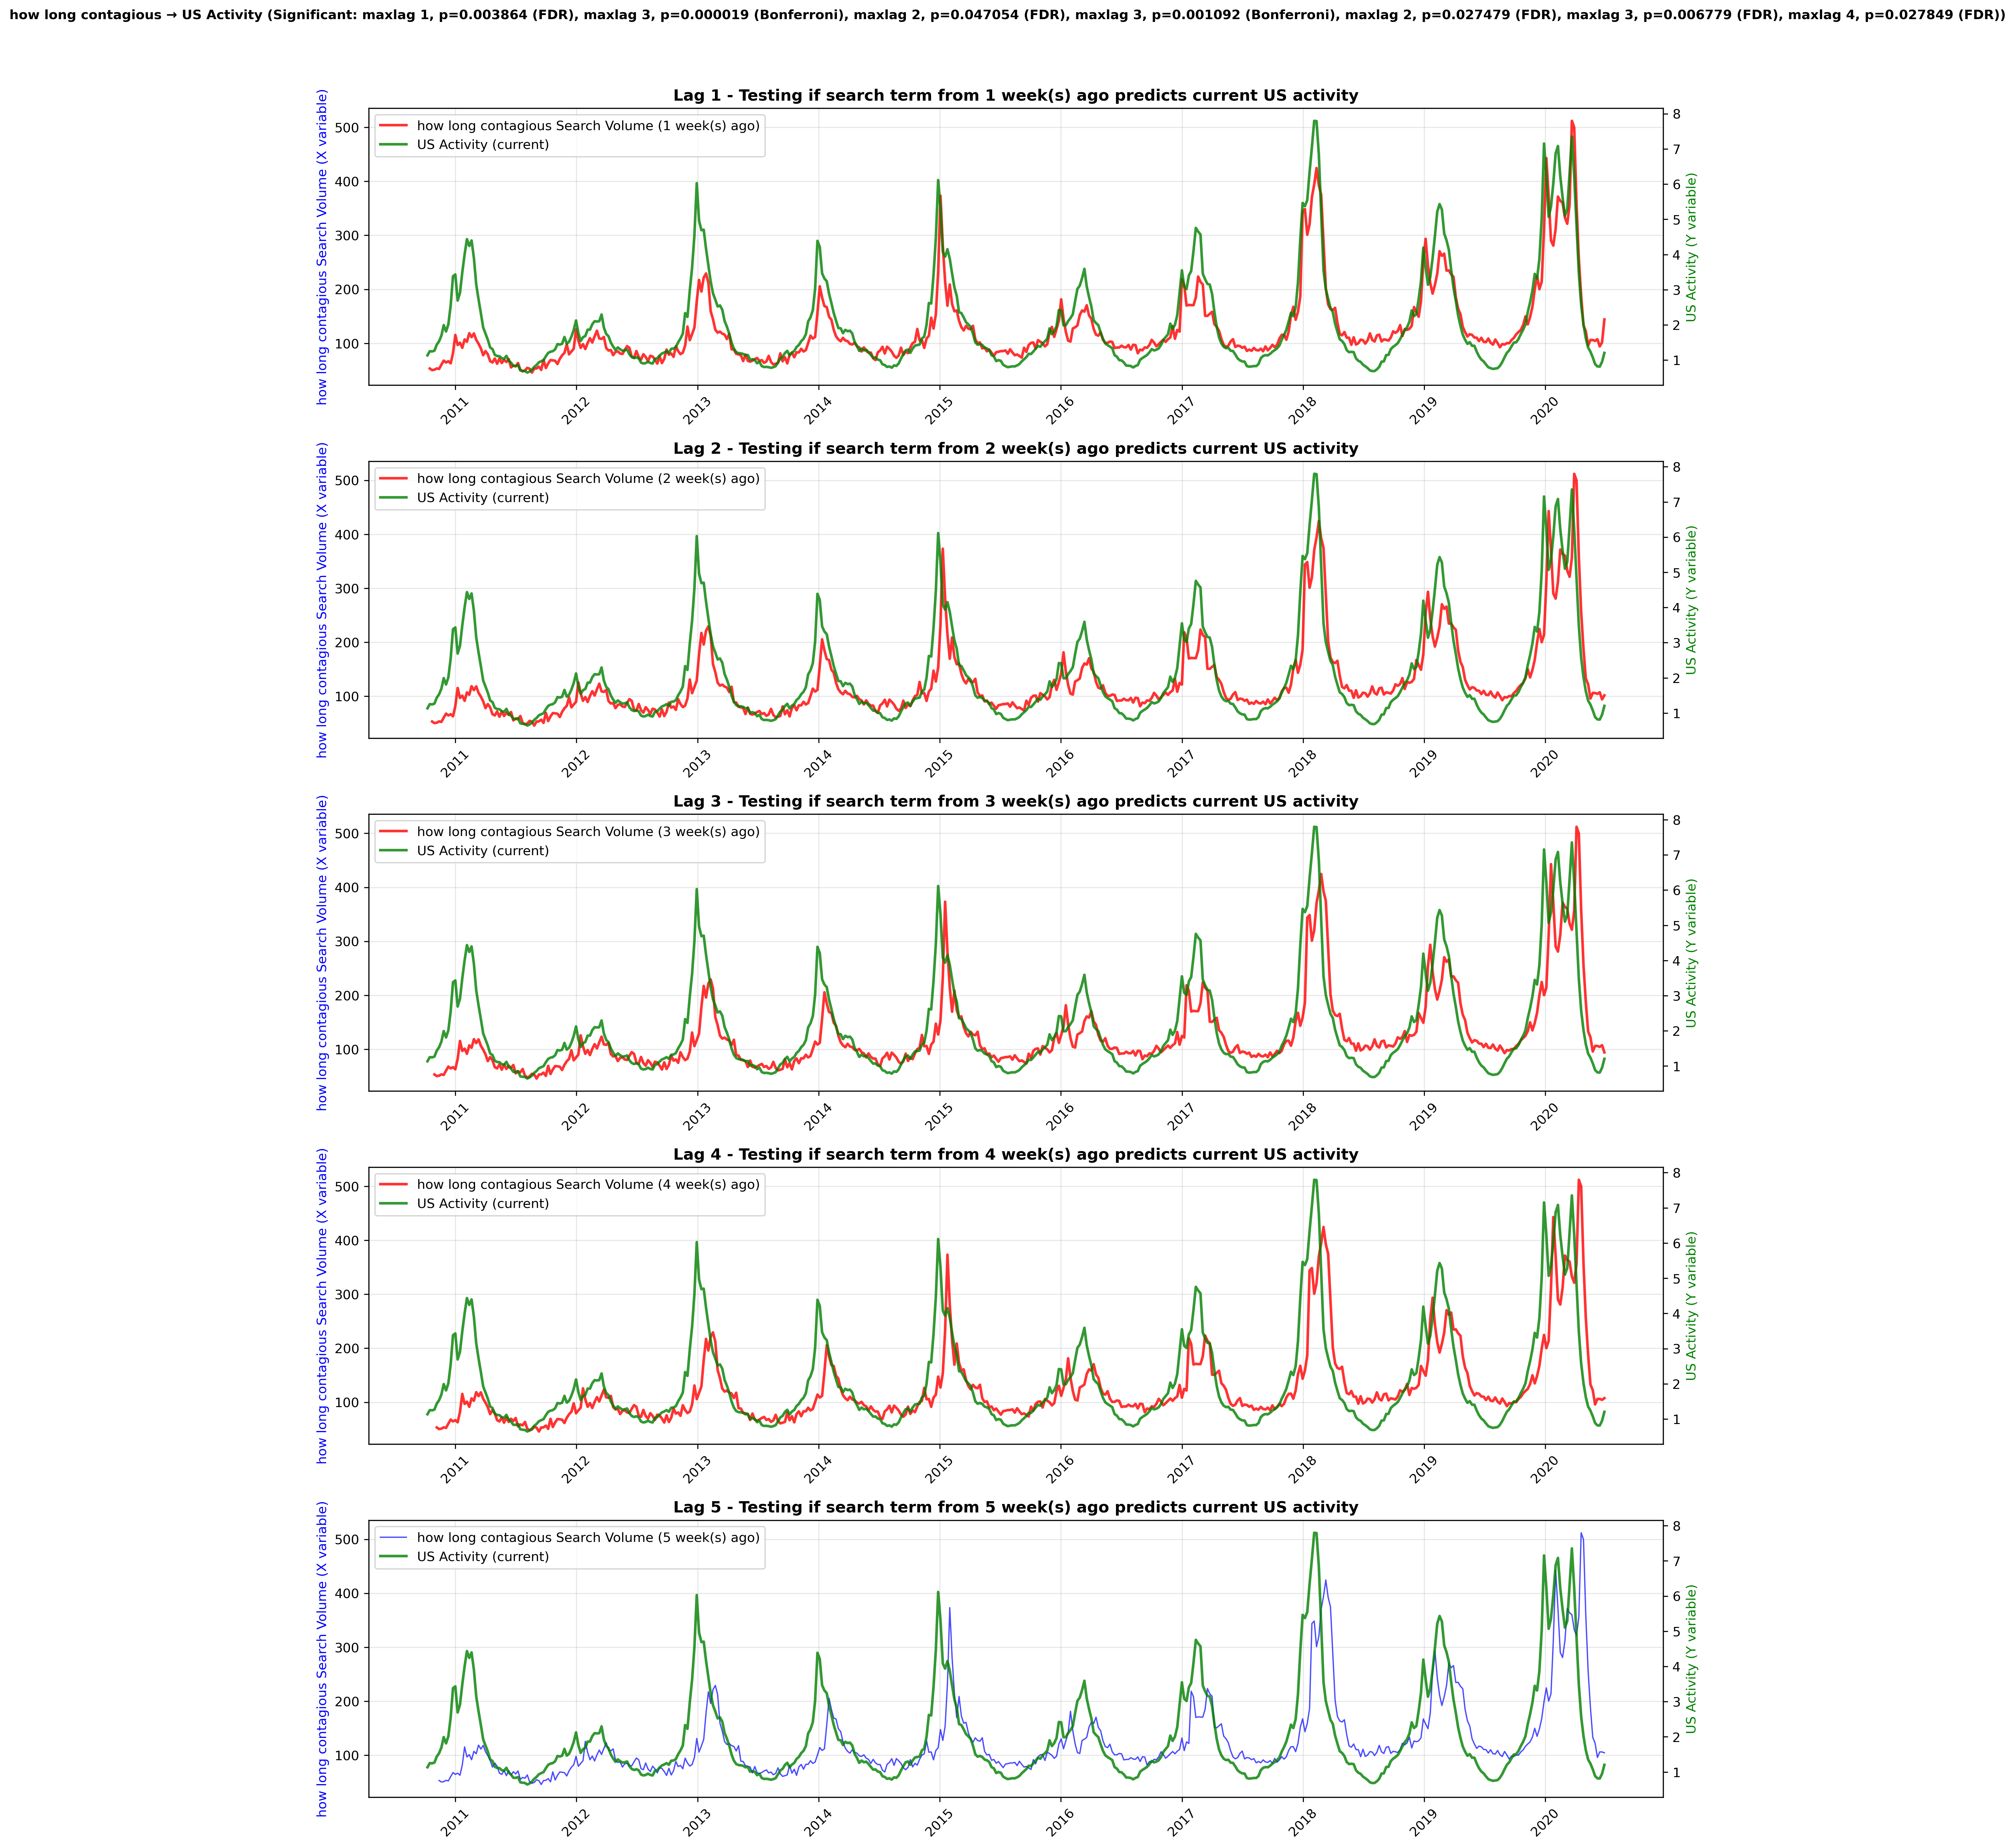 how long contagious → US Activity (Significant: maxlag 1, p=0.003864 (FDR), maxlag 3, p=0.000019 (Bonferroni), maxlag 2, p=0.047054 (FDR), maxlag 3, p=0.001092 (Bonferroni), maxlag 2, p=0.027479 (FDR), maxlag 3, p=0.006779 (FDR), maxlag 4, p=0.027849 (FDR))
Lag 1 - Testing if search term from 1 week(s) ago predicts current US activity
how long contagious Search Volume (X variable)
500
400
300
200
100
how long contagious Search Volume (1 week(s) ago)
US Activity (current)
8
7
6
5
4
3
2
1
US Activity (Y variable)
2011 2012 2013 2014 2015 2016 2017 2018 2019 2020
Lag 2 - Testing if search term from 2 week(s) ago predicts current US activity
how long contagious Search Volume (X variable)
500
400
300
200
100
how long contagious Search Volume (2 week(s) ago)
US Activity (current)
8
7
6
5
4
3
2
1
US Activity (Y variable)
2011 2012 2013 2014 2015 2016 2017 2018 2019 2020
Lag 3 - Testing if search term from 3 week(s) ago predicts current US activity
how long contagious Search Volume (X variable)
500
400
300
200
100
how long contagious Search Volume (3 week(s) ago)
US Activity (current)
8
7
6
5
4
3
2
1
US Activity (Y variable)
2011 2012 2013 2014 2015 2016 2017 2018 2019 2020
Lag 4 - Testing if search term from 4 week(s) ago predicts current US activity
how long contagious Search Volume (X variable)
500
400
300
200
100
how long contagious Search Volume (4 week(s) ago)
US Activity (current)
8
7
6
5
4
3
2
1
US Activity (Y variable)
2011 2012 2013 2014 2015 2016 2017 2018 2019 2020
Lag 5 - Testing if search term from 5 week(s) ago predicts current US activity
how long contagious Search Volume (X variable)
500
400
300
200
100
how long contagious Search Volume (5 week(s) ago)
US Activity (current)
8
7
6
5
4
3
2
1
US Activity (Y variable)
2011 2012 2013 2014 2015 2016 2017 2018 2019 2020